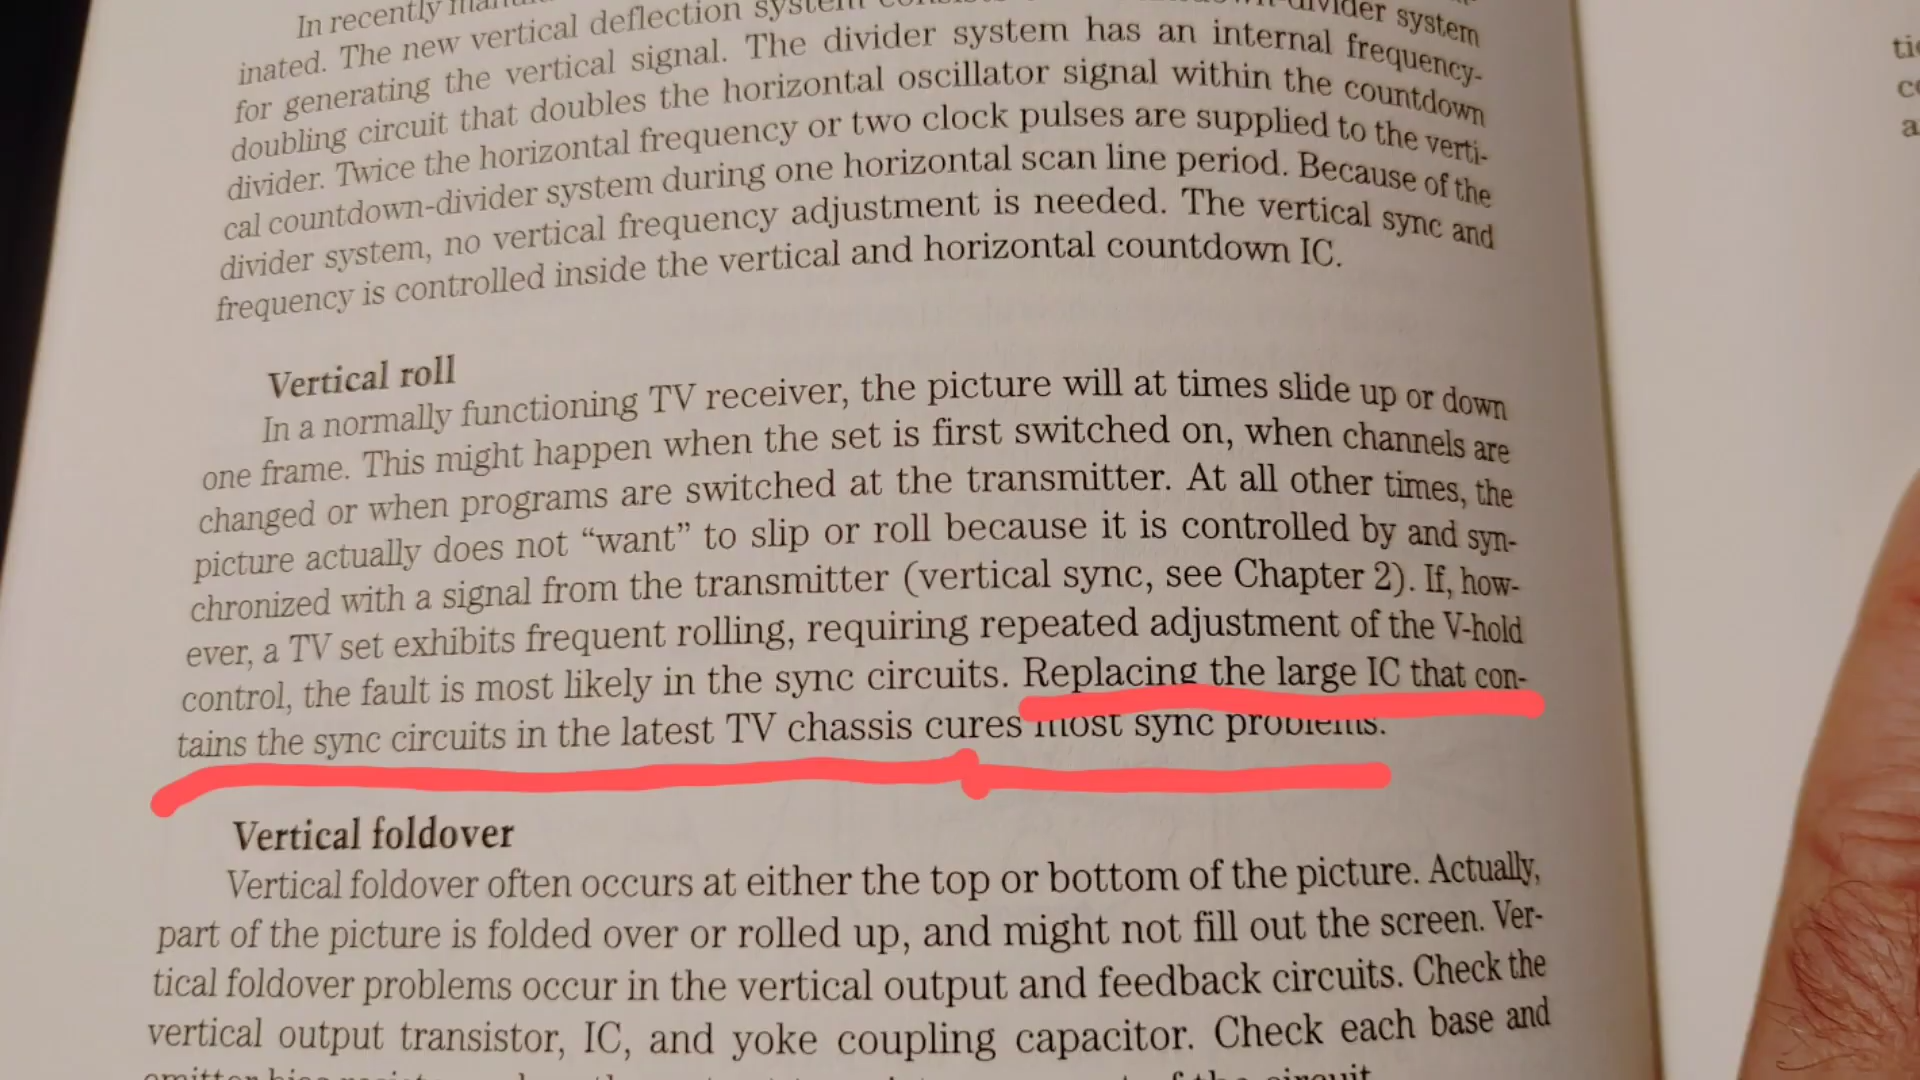 In recently
inated. The new vertical deflection system divider system
for generating the vertical signal. The divider system has an internal frequency-
doubling circuit that doubles the horizontal oscillator signal within the countdown
divider. Twice the horizontal frequency or two clock pulses are supplied to the verti-
cal countdown-divider system during one horizontal scan line period. Because of the
divider system, no vertical frequency adjustment is needed. The vertical sync and
frequency is controlled inside the vertical and horizontal countdown IC.
Vertical roll
In a normally functioning TV receiver, the picture will at times slide up or down
one frame. This might happen when the set is first switched on, when channels are
changed or when programs are switched at the transmitter. At all other times, the
picture actually does not “want” to slip or roll because it is controlled by and syn-
chronized with a signal from the transmitter (vertical sync, see Chapter 2). If, how-
ever, a TV set exhibits frequent rolling, requiring repeated adjustment of the V-hold
control, the fault is most likely in the sync circuits. Replacing the large IC that con-
tains the sync circuits in the latest TV chassis cures most sync problems.
Vertical foldover
Vertical foldover often occurs at either the top or bottom of the picture. Actually,
part of the picture is folded over or rolled up, and might not fill out the screen. Ver-
tical foldover problems occur in the vertical output and feedback circuits. Check the
vertical output transistor, IC, and yoke coupling capacitor. Check each base and
of the circuit